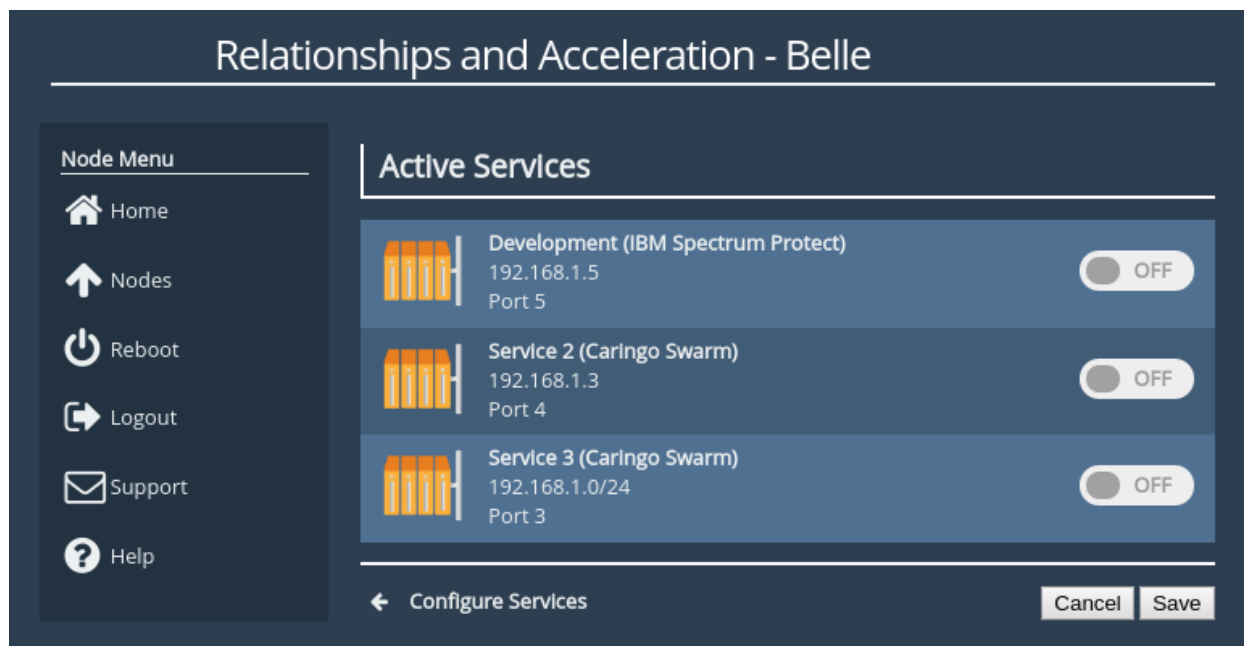 Relationships and Acceleration - Belle
Node Menu
Home
Nodes
Reboot
Logout
Support
Help
Active Services
Development (IBM Spectrum Protect)
192.168.1.5
Port 5
OFF
Service 2 (Caringo Swarm)
192.168.1.3
Port 4
OFF
Service 3 (Caringo Swarm)
192.168.1.0/24
Port 3
OFF
Configure Services
Cancel
Save